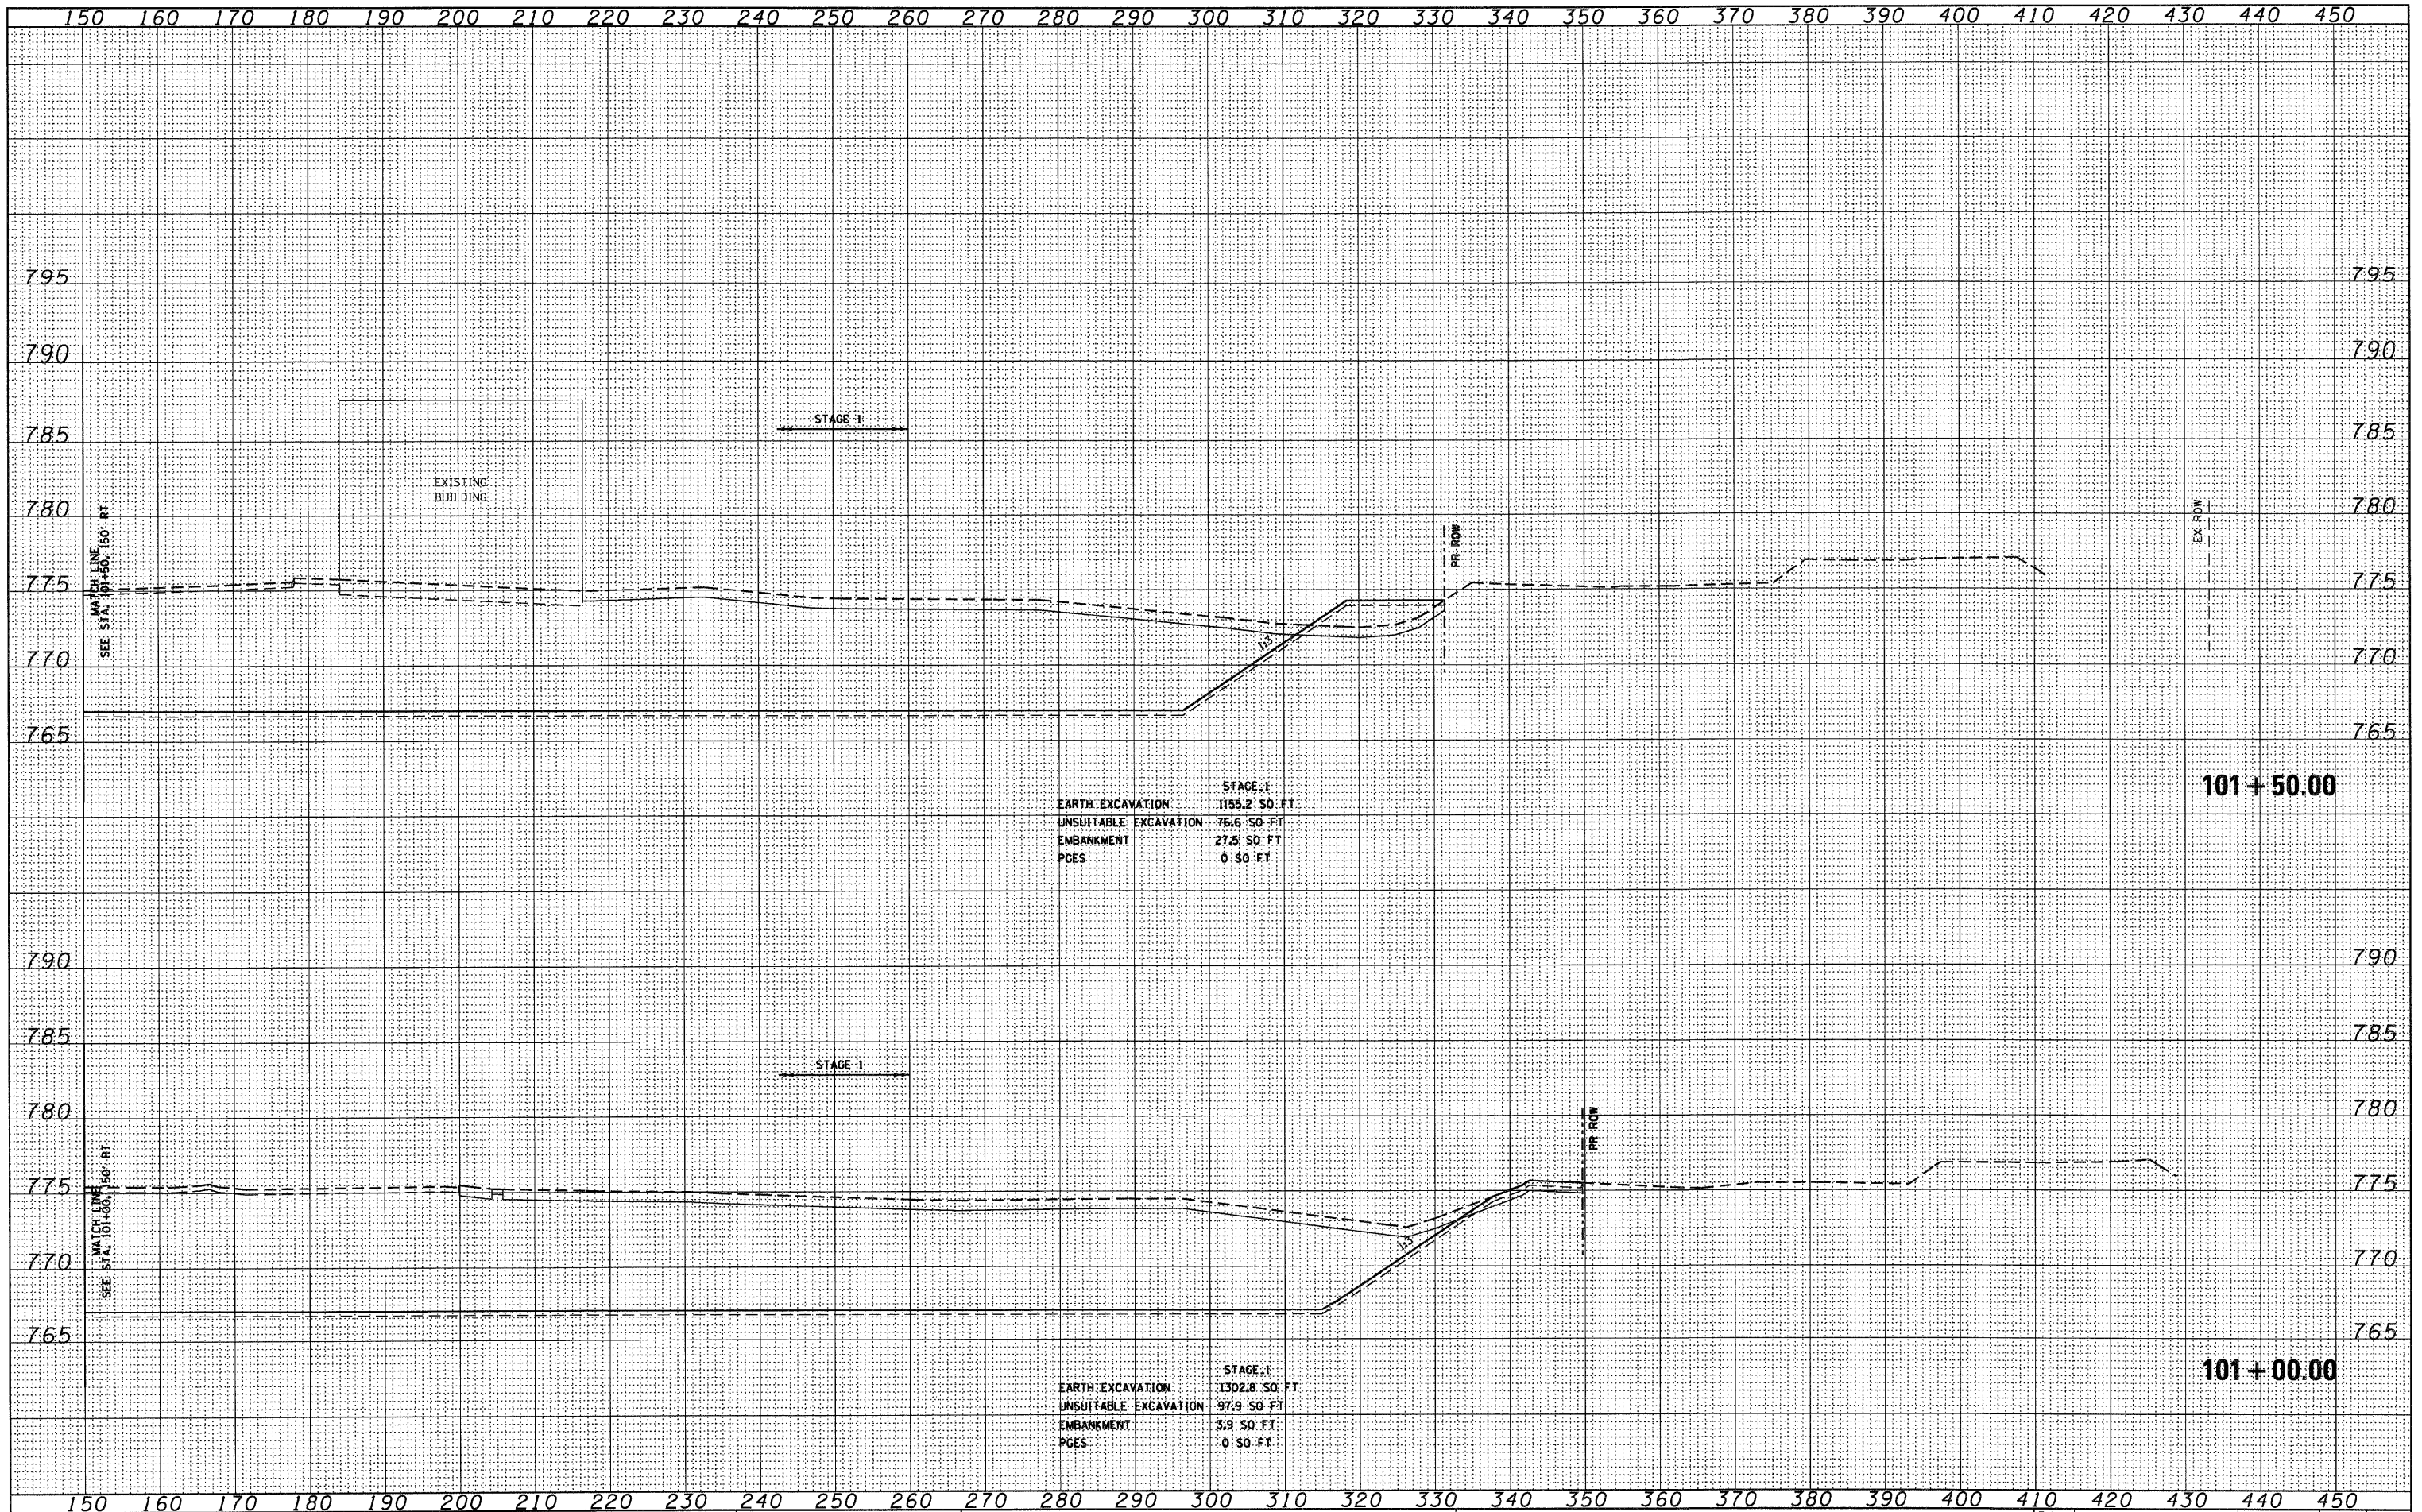 150 160 170 180 190 200 210 220 230 240 250 260 270 280 290 300 310 320 330 340 350 360 370 380 390 400 410 420 430 440 450
795 795
790 790
785 785
STAGE 1
EXISTING
BUILDING
780 780
MATCH LINE
SEE STA. 101+50, 150' RT
PR ROW
EX ROW
775 775
1:3
770 770
765 765
101 + 50.00
STAGE 1
EARTH EXCAVATION 1155.2 SQ FT
UNSUITABLE EXCAVATION 76.6 SQ FT
EMBANKMENT 27.5 SQ FT
PGES 0 SQ FT
790 790
785 785
STAGE 1
780 780
PR ROW
MATCH LINE
SEE STA. 101+00, 150' RT
775 775
1:3
770 770
765 765
101 + 00.00
STAGE 1
EARTH EXCAVATION 1302.8 SQ FT
UNSUITABLE EXCAVATION 97.9 SQ FT
EMBANKMENT 3.9 SQ FT
PGES 0 SQ FT
150 160 170 180 190 200 210 220 230 240 250 260 270 280 290 300 310 320 330 340 350 360 370 380 390 400 410 420 430 440 450